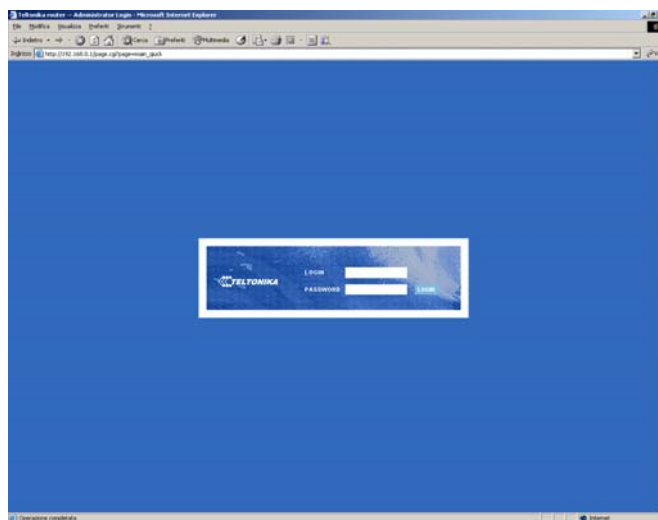 Teltonika router -- Administrator Login - Microsoft Internet Explorer
File Modifica Visualizza Preferiti Strumenti ?
Indietro Cerca Preferiti Multimedia
Indirizzo http://192.168.0.1/page.cgi?page=main_quick
LOGIN
TELTONIKA
PASSWORD LOGIN
Operazione completata Internet